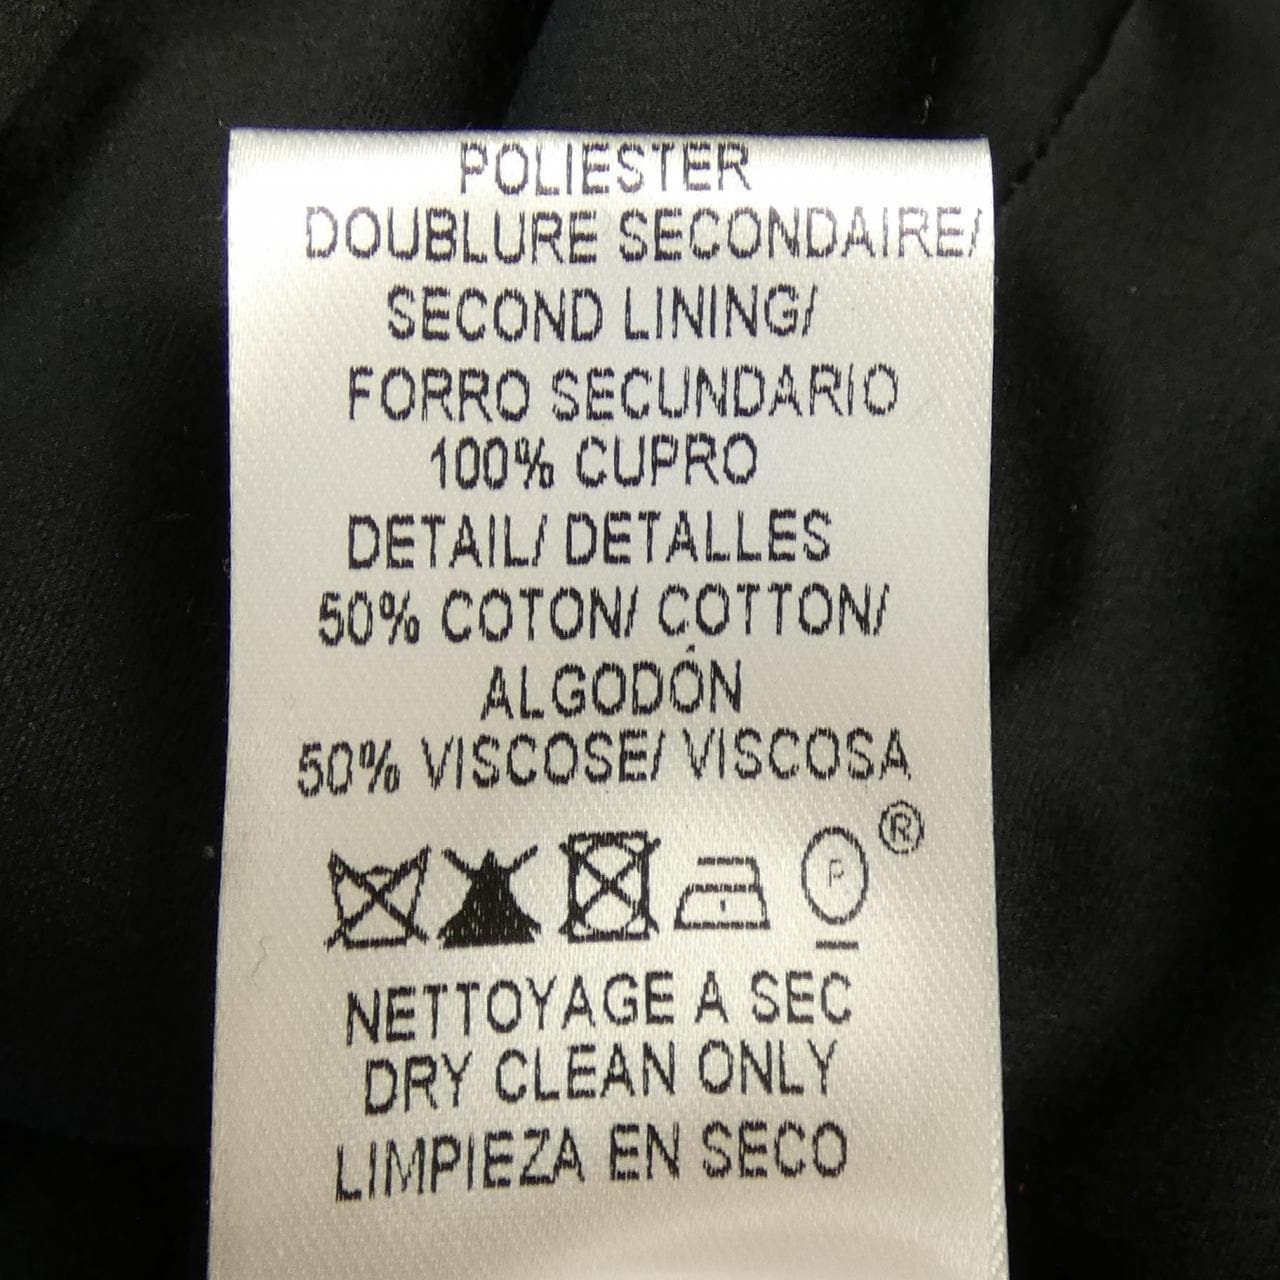 POLIESTER
DOUBLURE SECONDAIRE/
SECOND LINING/
FORRO SECUNDARIO
100% CUPRO
DETAIL/ DETALLES
50% COTON/ COTTON/
ALGODÓN
50% VISCOSE/ VISCOSA
P ®
NETTOYAGE A SEC
DRY CLEAN ONLY
LIMPIEZA EN SECO